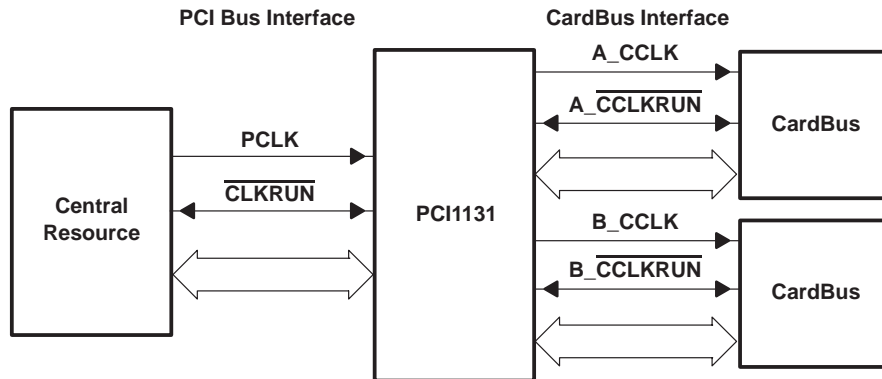 PCI Bus Interface
CardBus Interface
Central
Resource
PCLK
CLKRUN
PCI1131
A_CCLK
A_CCLKRUN
CardBus
B_CCLK
B_CCLKRUN
CardBus